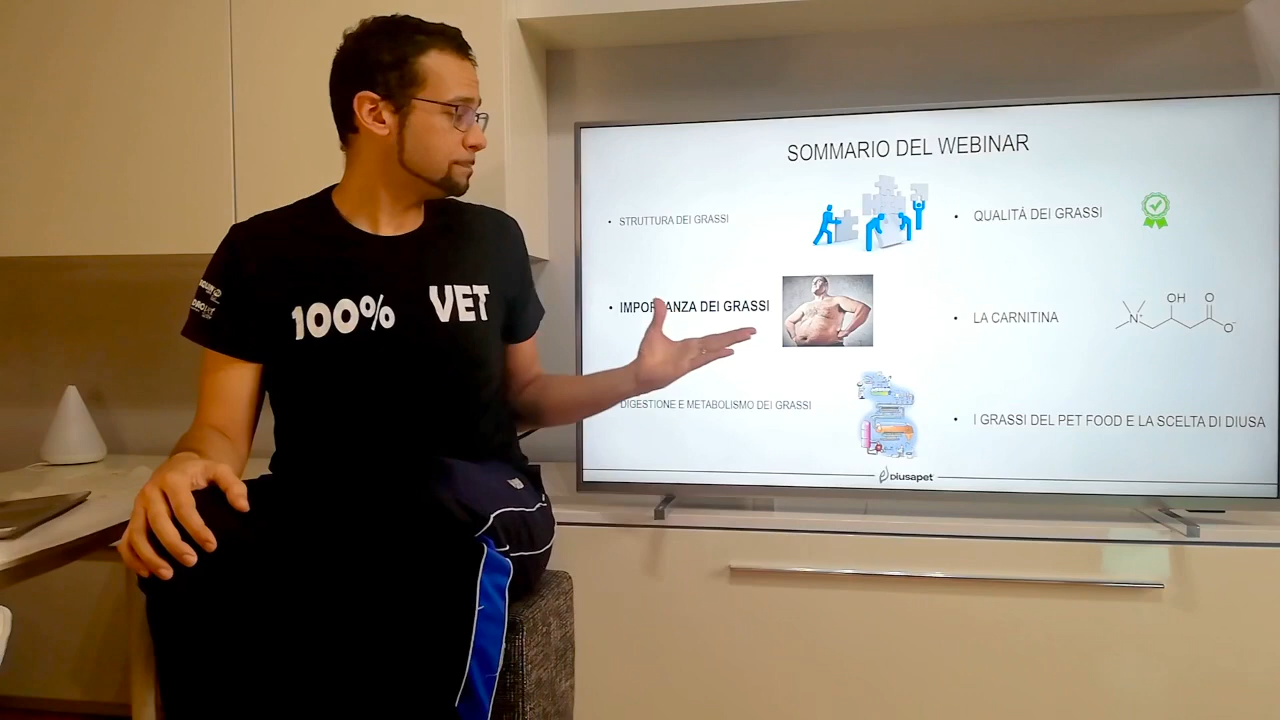 SOMMARIO DEL WEBINAR
• STRUTTURA DEI GRASSI
• IMPORTANZA DEI GRASSI
DIGESTIONE E METABOLISMO DEI GRASSI
• QUALITÀ DEI GRASSI
• LA CARNITINA
OH
O
N+
O-
• I GRASSI DEL PET FOOD E LA SCELTA DI DIUSA
Diusapet
100% VET